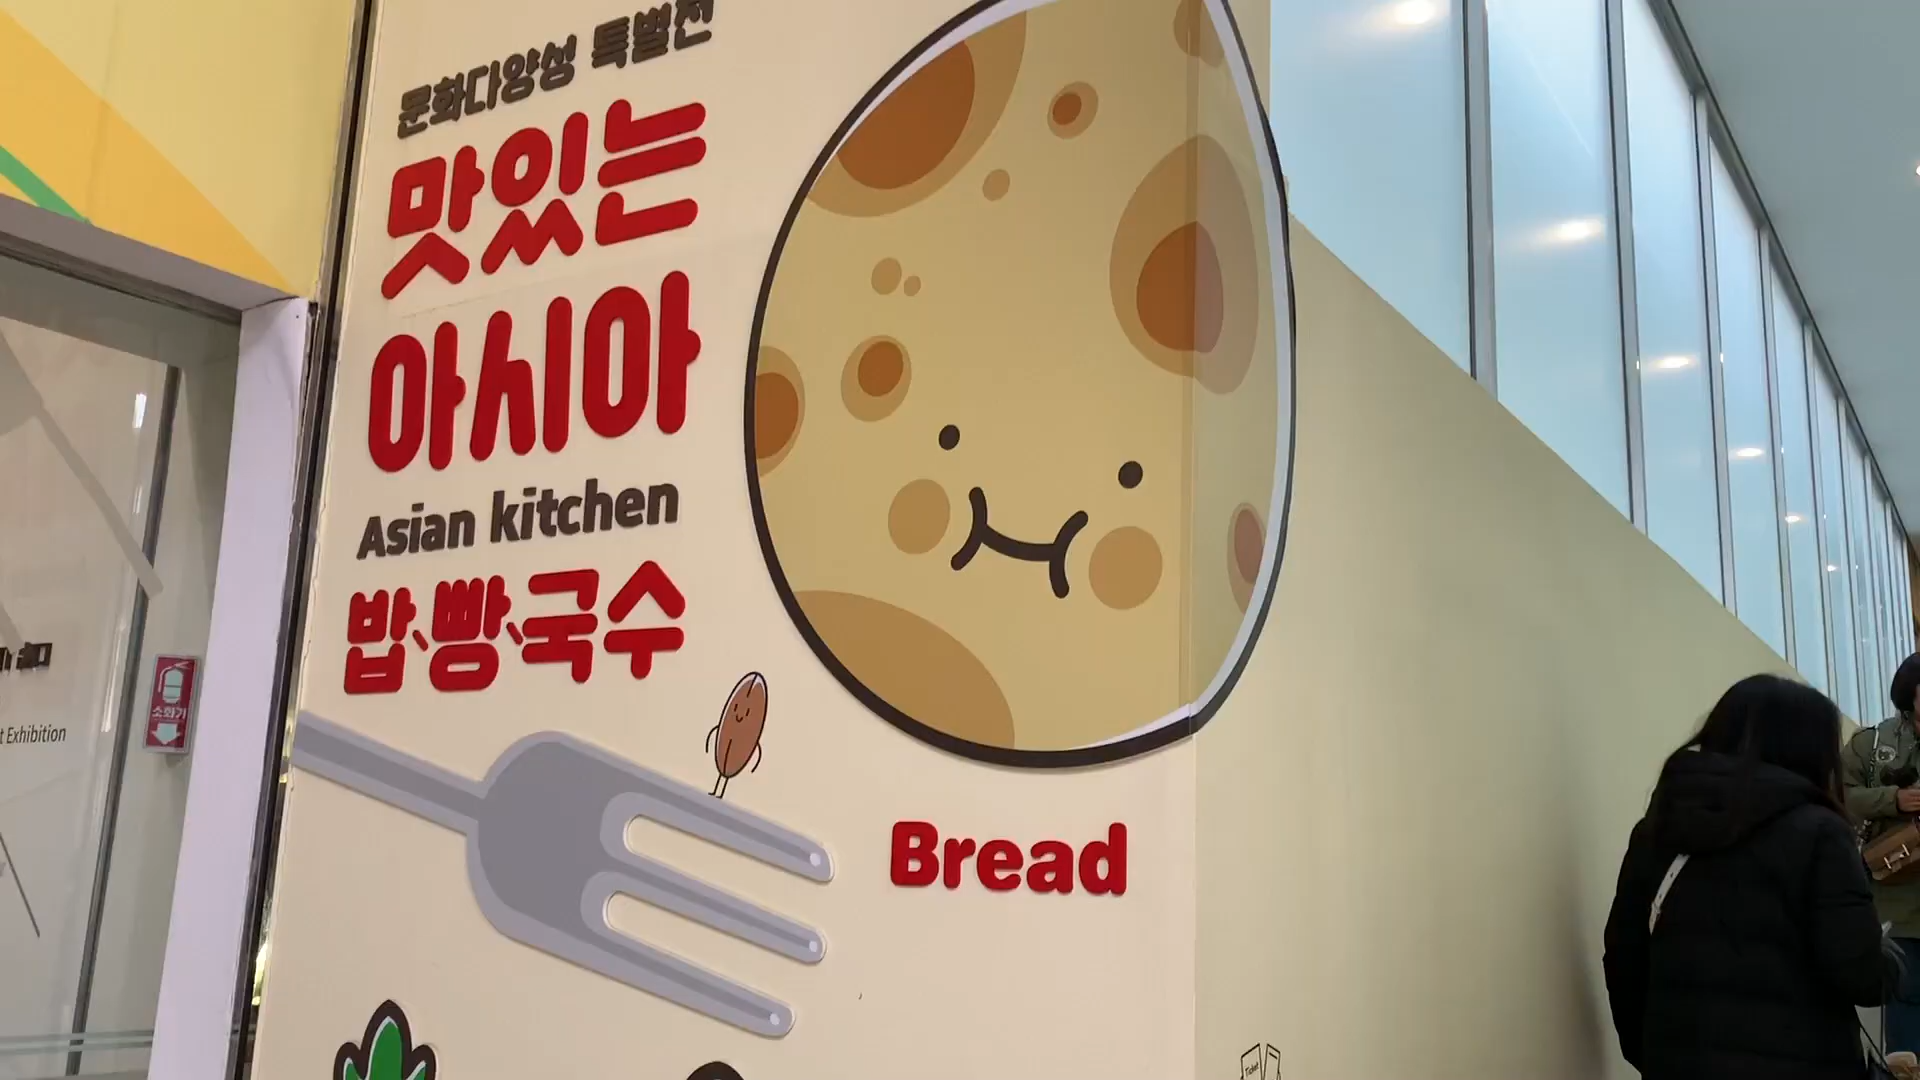 문화다양성 특별전
맛있는
아시아
Asian kitchen
밥、빵、국수
Bread
소화기
Exhibition
Ticket